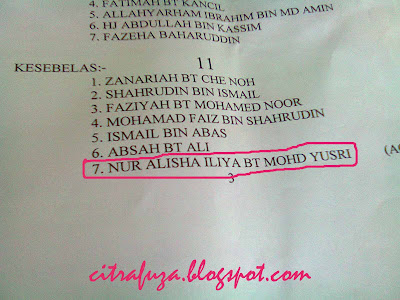 4. FATIMAH BT KANCIL
5. ALLAHYARHAM IBRAHIM BIN MD AMIN
6. HJ ABDULLAH BIN KASSIM
7. FAZEHA BAHARUDDIN
KESEBELAS:- 11
1. ZANARIAH BT CHE NOH
2. SHAHRUDIN BIN ISMAIL
3. FAZIYAH BT MOHAMED NOOR
4. MOHAMAD FAIZ BIN SHAHRUDIN
5. ISMAIL BIN ABAS
6. ABSAH BT ALI
7. NUR ALISHA ILIYA BT MOHD YUSRI
3
citrafuza.blogspot.com